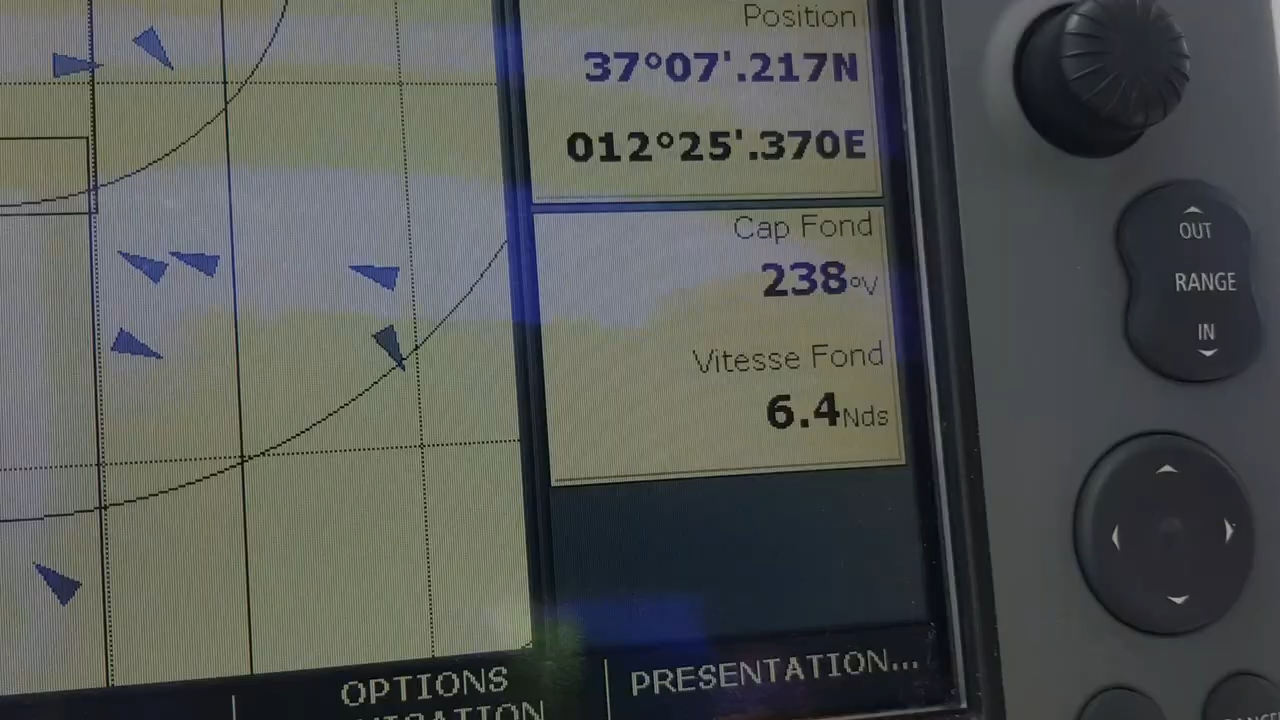 Position
37°07'.217N
012°25'.370E
Cap Fond
238°V
Vitesse Fond
6.4Nds
OUT
RANGE
IN
OPTIONS
PRESENTATION...